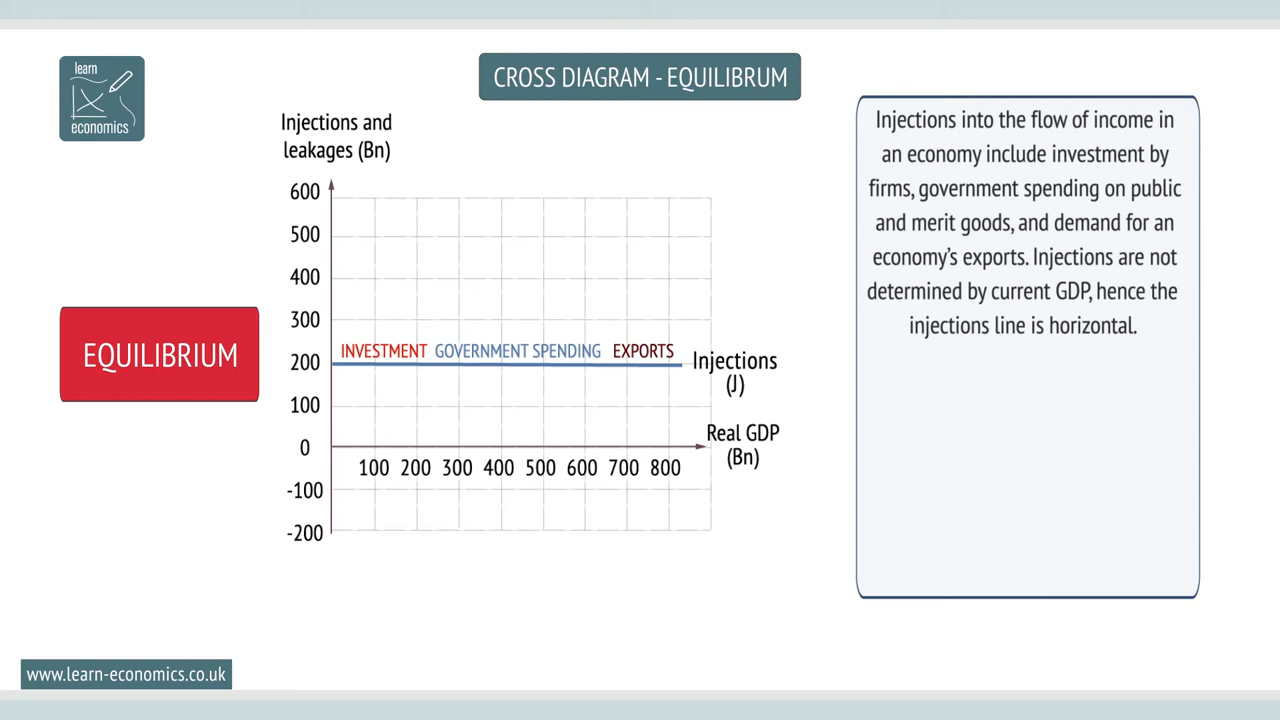 learn
economics
CROSS DIAGRAM - EQUILIBRUM
Injections and
leakages (Bn)
600
500
400
300
200
100
0
-100
-200
INVESTMENT GOVERNMENT SPENDING EXPORTS
Injections
(J)
Real GDP
(Bn)
100 200 300 400 500 600 700 800
EQUILIBRIUM
Injections into the flow of income in
an economy include investment by
firms, government spending on public
and merit goods, and demand for an
economy's exports. Injections are not
determined by current GDP, hence the
injections line is horizontal.
www.learn-economics.co.uk